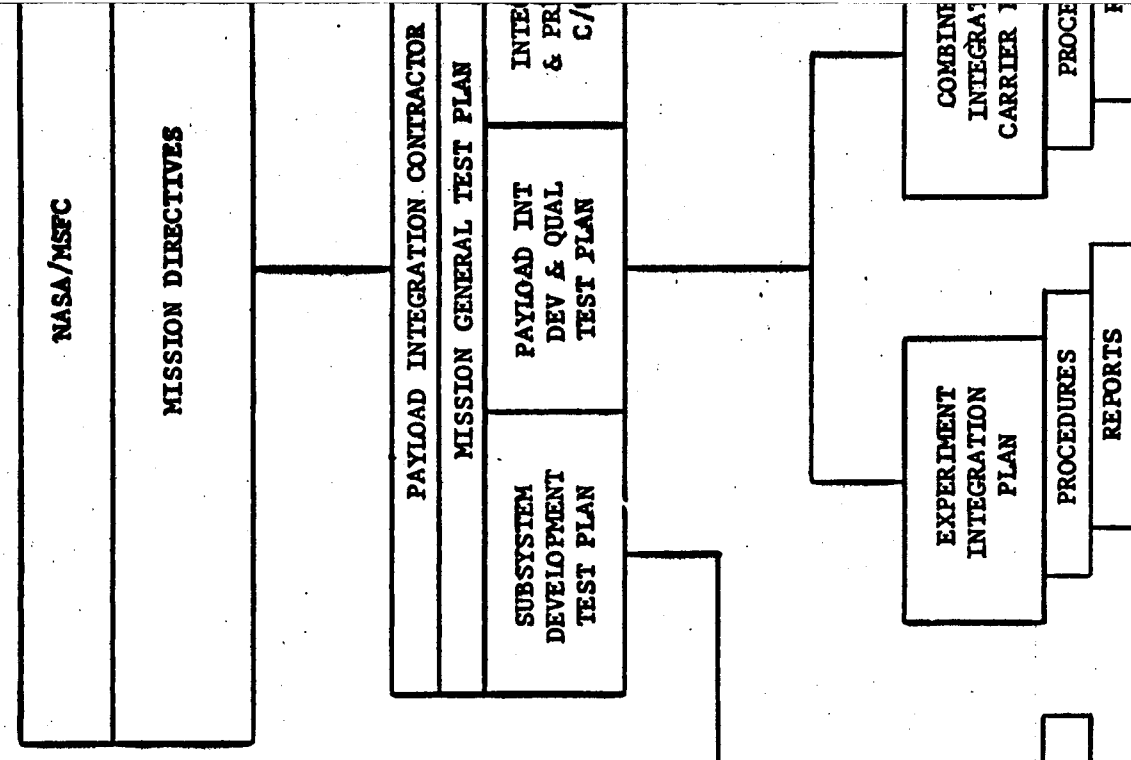 NASA/MSFC
MISSION DIRECTIVES
PAYLOAD INTEGRATION CONTRACTOR
MISSION GENERAL TEST PLAN
SUBSYSTEM
DEVELOPMENT
TEST PLAN
PAYLOAD INT
DEV & QUAL
TEST PLAN
&
EXPERIMENT
INTEGRATION
PLAN
PROCEDURES
REPORTS
CARRIER